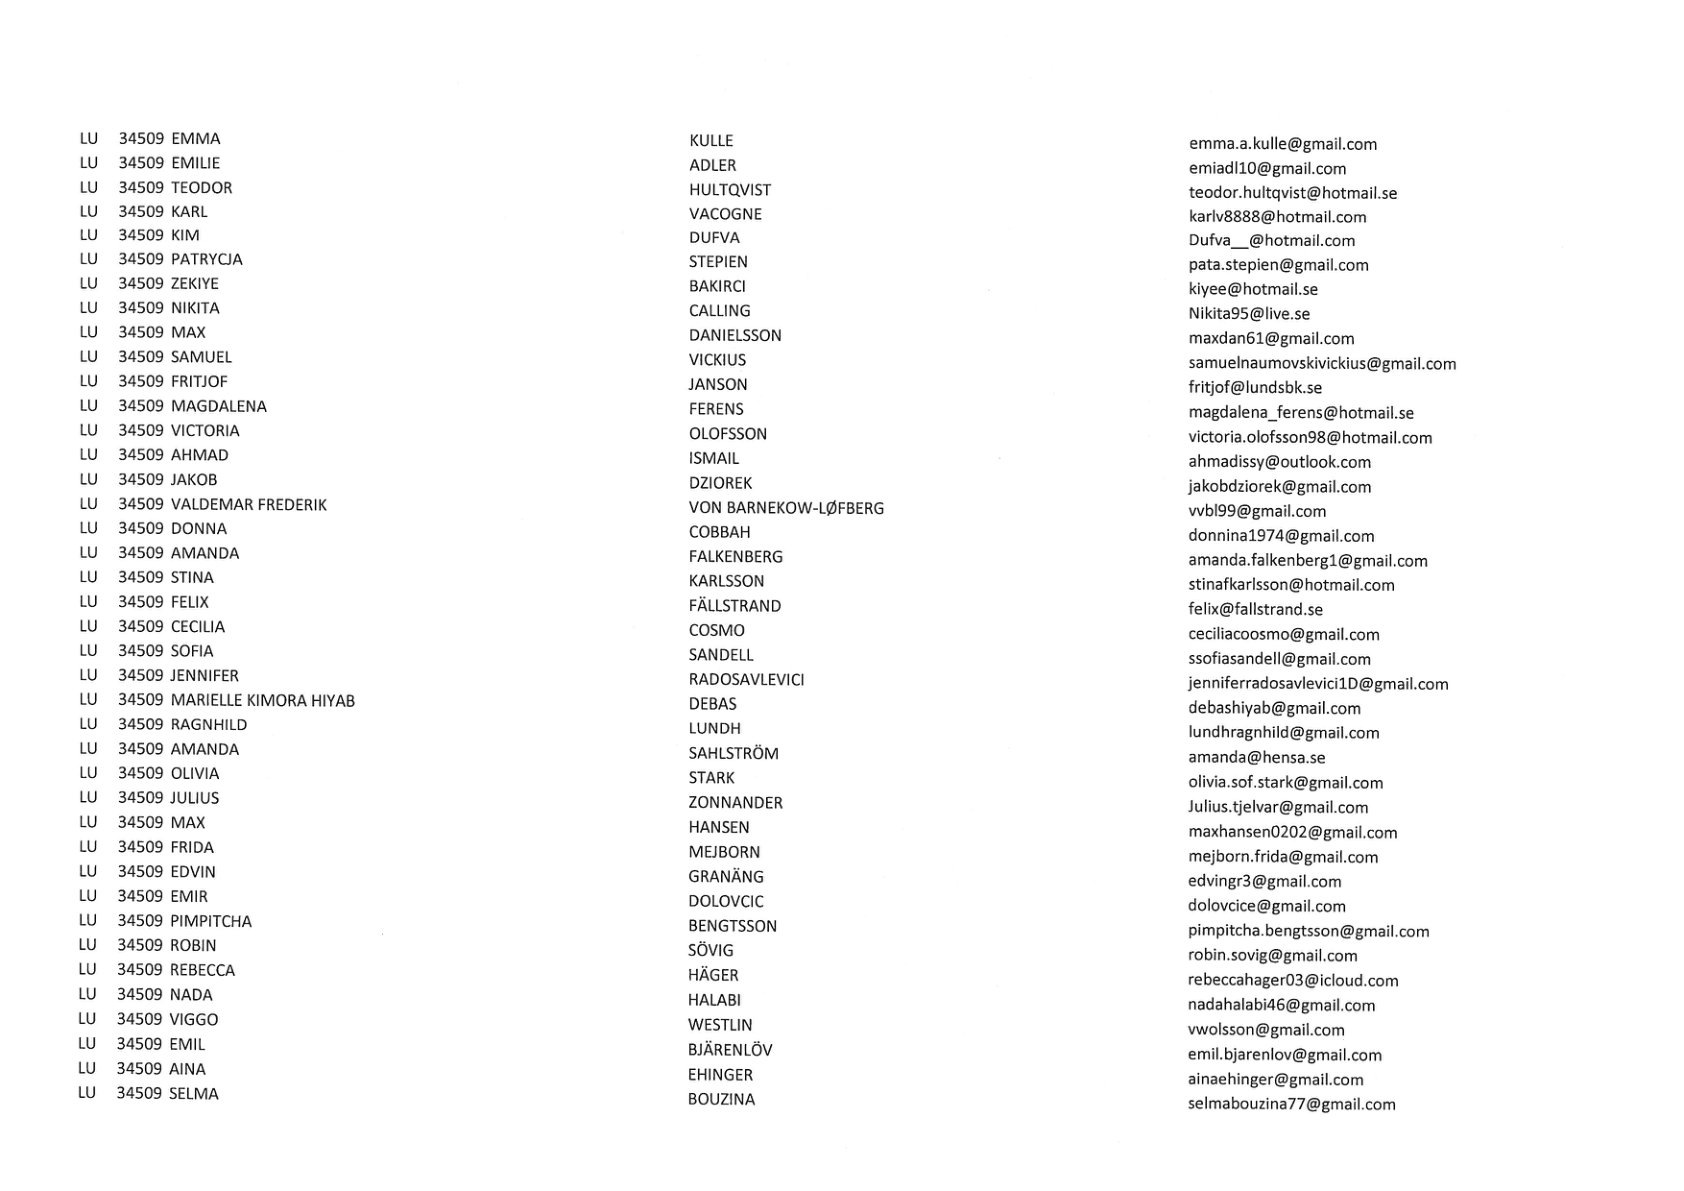 LU 34509 EMMA KULLE emma.a.kulle@gmail.com
LU 34509 EMILIE ADLER emiadl10@gmail.com
LU 34509 TEODOR HULTQVIST teodor.hultqvist@hotmail.se
LU 34509 KARL VACOGNE karlv8888@hotmail.com
LU 34509 KIM DUFVA Dufva__@hotmail.com
LU 34509 PATRYCJA STEPIEN pata.stepien@gmail.com
LU 34509 ZEKIYE BAKIRCI kiyee@hotmail.se
LU 34509 NIKITA CALLING Nikita95@live.se
LU 34509 MAX DANIELSSON maxdan61@gmail.com
LU 34509 SAMUEL VICKIUS samuelnaumovskivickius@gmail.com
LU 34509 FRITJOF JANSON fritjof@lundsbk.se
LU 34509 MAGDALENA FERENS magdalena_ferens@hotmail.se
LU 34509 VICTORIA OLOFSSON victoria.olofsson98@hotmail.com
LU 34509 AHMAD ISMAIL ahmadissy@outlook.com
LU 34509 JAKOB DZIOREK jakobdziorek@gmail.com
LU 34509 VALDEMAR FREDERIK VON BARNEKOW-LØFBERG vvbl99@gmail.com
LU 34509 DONNA COBBAH donnina1974@gmail.com
LU 34509 AMANDA FALKENBERG amanda.falkenberg1@gmail.com
LU 34509 STINA KARLSSON stinafkarlsson@hotmail.com
LU 34509 FELIX FÄLLSTRAND felix@fallstrand.se
LU 34509 CECILIA COSMO ceciliacoosmo@gmail.com
LU 34509 SOFIA SANDELL ssofiasandell@gmail.com
LU 34509 JENNIFER RADOSAVLEVICI jenniferradosavlevici1D@gmail.com
LU 34509 MARIELLE KIMORA HIYAB DEBAS debashiyab@gmail.com
LU 34509 RAGNHILD LUNDH lundhragnhild@gmail.com
LU 34509 AMANDA SAHLSTRÖM amanda@hensa.se
LU 34509 OLIVIA STARK olivia.sof.stark@gmail.com
LU 34509 JULIUS ZONNANDER Julius.tjelvar@gmail.com
LU 34509 MAX HANSEN maxhansen0202@gmail.com
LU 34509 FRIDA MEJBORN mejborn.frida@gmail.com
LU 34509 EDVIN GRANÄNG edvingr3@gmail.com
LU 34509 EMIR DOLOVCIC dolovcice@gmail.com
LU 34509 PIMPITCHA BENGTSSON pimpitcha.bengtsson@gmail.com
LU 34509 ROBIN SÖVIG robin.sovig@gmail.com
LU 34509 REBECCA HÄGER rebeccahager03@icloud.com
LU 34509 NADA HALABI nadahalabi46@gmail.com
LU 34509 VIGGO WESTLIN vwolsson@gmail.com
LU 34509 EMIL BJÄRENLÖV emil.bjarenlov@gmail.com
LU 34509 AINA EHINGER ainaehinger@gmail.com
LU 34509 SELMA BOUZINA selmabouzina77@gmail.com